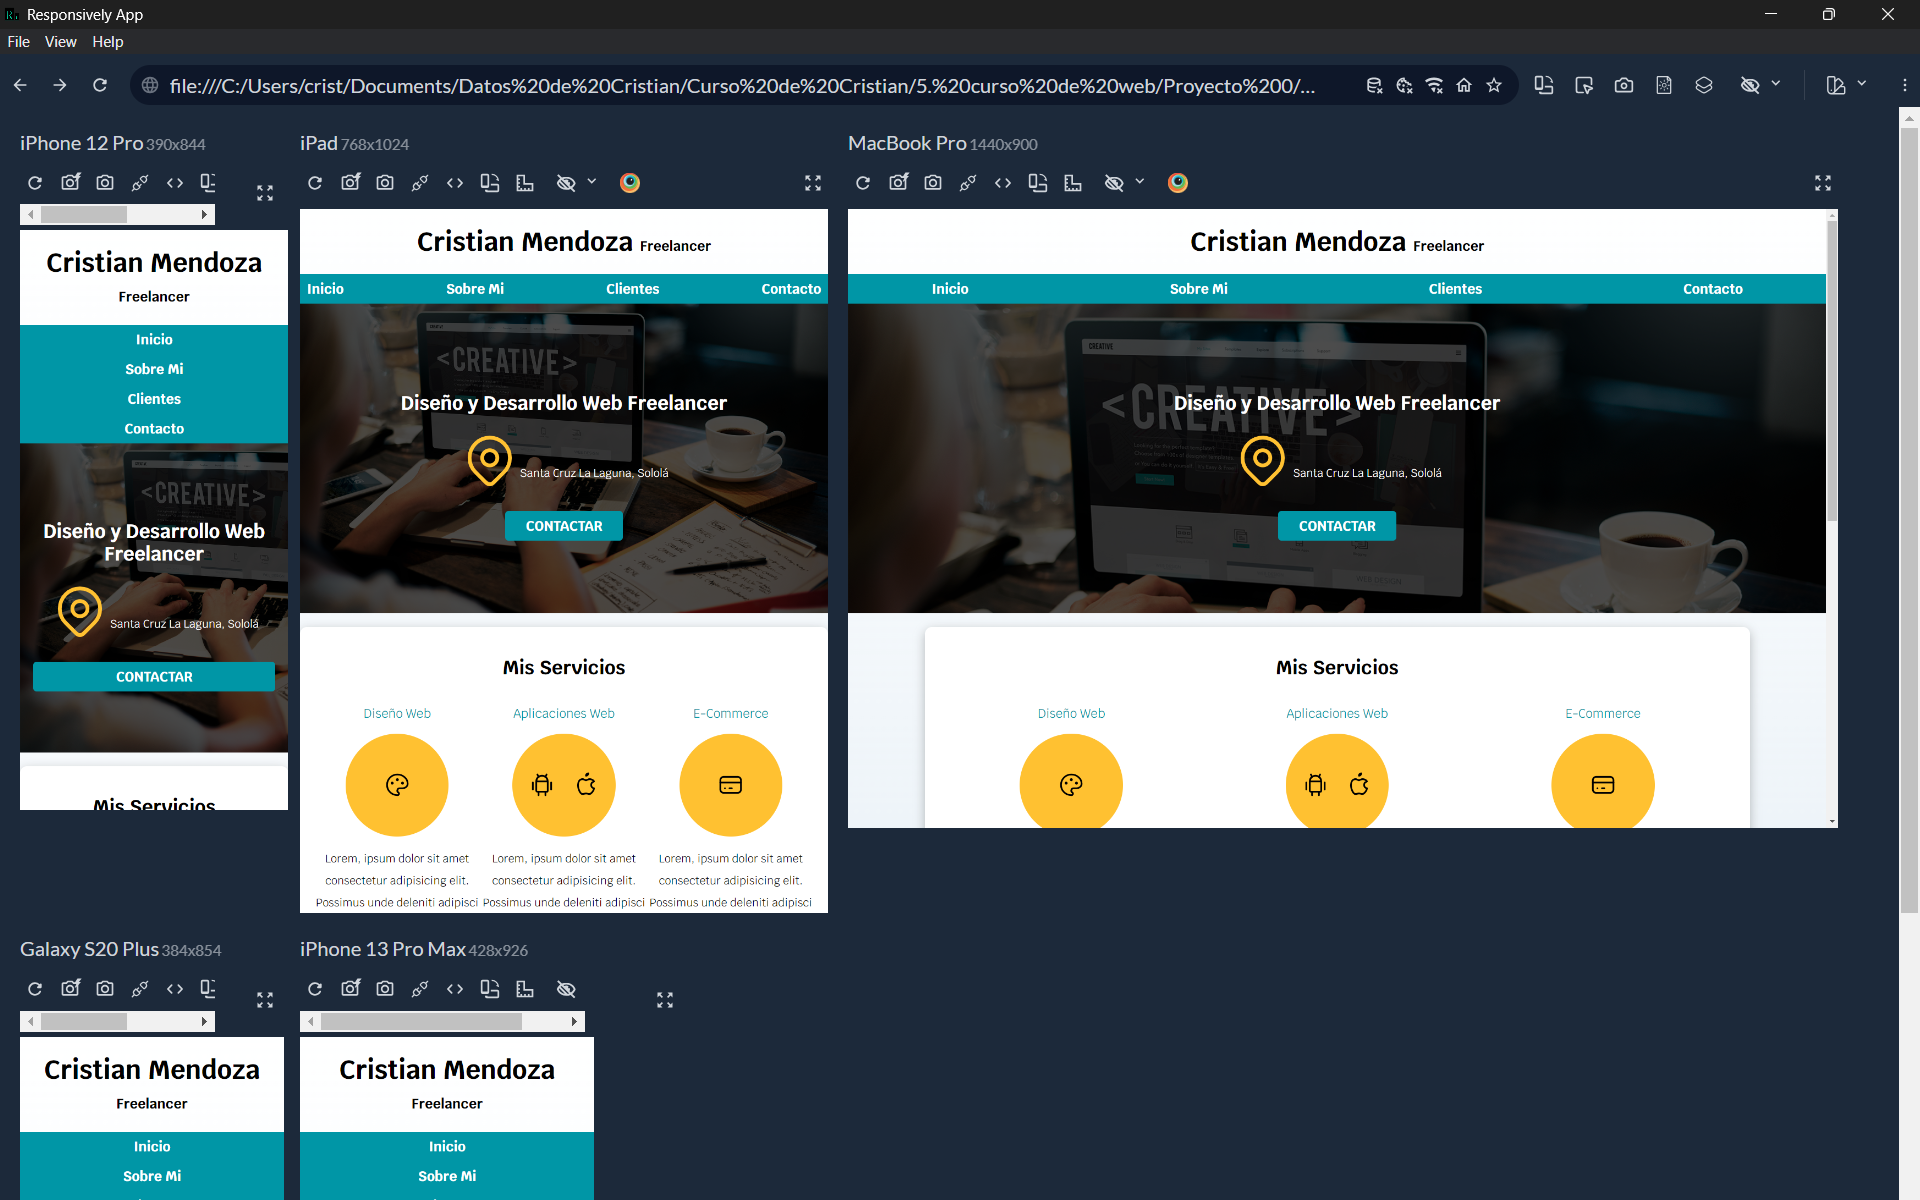 Responsively App
File View Help
file:///C:/Users/crist/Documents/Datos%20de%20Cristian/Curso%20de%20Cristian/5.%20curso%20de%20web/Proyecto%200/...
iPhone 12 Pro 390x844
Cristian Mendoza
Freelancer
Inicio
Sobre Mi
Clientes
Contacto
<CREATIVE>
Diseño y Desarrollo Web
Freelancer
Santa Cruz La Laguna, Sololá
CONTACTAR
Mis Servicios
iPad 768x1024
Cristian Mendoza Freelancer
Inicio Sobre Mi Clientes Contacto
<CREATIVE>
Diseño y Desarrollo Web Freelancer
Santa Cruz La Laguna, Sololá
CONTACTAR
Mis Servicios
Diseño Web Aplicaciones Web E-Commerce
Lorem, ipsum dolor sit amet Lorem, ipsum dolor sit amet Lorem, ipsum dolor sit amet
consectetur adipisicing elit. consectetur adipisicing elit. consectetur adipisicing elit.
Possimus unde deleniti adipisci Possimus unde deleniti adipisci Possimus unde deleniti adipisci
MacBook Pro 1440x900
Cristian Mendoza Freelancer
Inicio Sobre Mi Clientes Contacto
CREATIVE
<CREATIVE>
Diseño y Desarrollo Web Freelancer
Santa Cruz La Laguna, Sololá
CONTACTAR
WEB DESIGN
Mis Servicios
Diseño Web Aplicaciones Web E-Commerce
Galaxy S20 Plus 384x854
Cristian Mendoza
Freelancer
Inicio
Sobre Mi
iPhone 13 Pro Max 428x926
Cristian Mendoza
Freelancer
Inicio
Sobre Mi